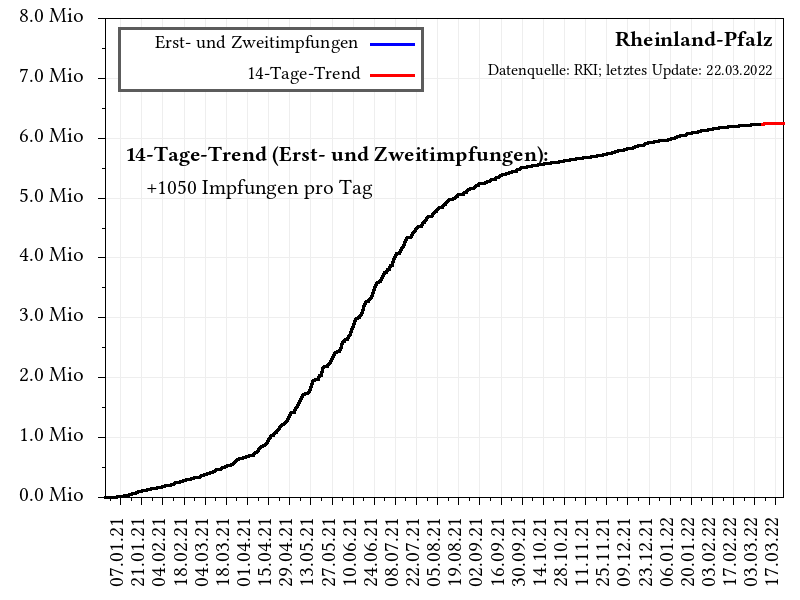 8.0 Mio
7.0 Mio
6.0 Mio
5.0 Mio
4.0 Mio
3.0 Mio
2.0 Mio
1.0 Mio
0.0 Mio
Erst- und Zweitimpfungen
14-Tage-Trend
Rheinland-Pfalz
Datenquelle: RKI; letztes Update: 22.03.2022
14-Tage-Trend (Erst- und Zweitimpfungen):
+1050 Impfungen pro Tag
07.01.21
21.01.21
04.02.21
18.02.21
04.03.21
18.03.21
01.04.21
15.04.21
29.04.21
13.05.21
27.05.21
10.06.21
24.06.21
08.07.21
22.07.21
05.08.21
19.08.21
02.09.21
16.09.21
30.09.21
14.10.21
28.10.21
11.11.21
25.11.21
09.12.21
23.12.21
06.01.22
20.01.22
03.02.22
17.02.22
03.03.22
17.03.22